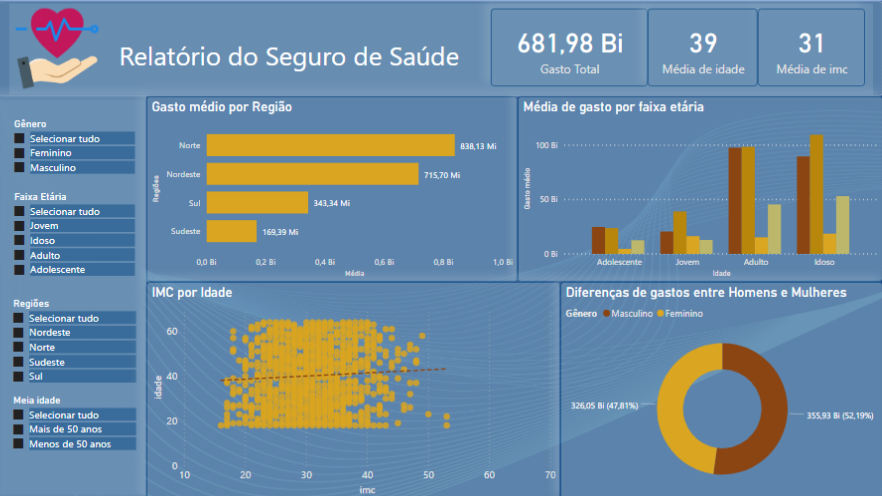 Relatório do Seguro de Saúde
681,98 Bi
Gasto Total
39
Média de idade
31
Média de imc
Gênero
Selecionar tudo
Feminino
Masculino
Faixa Etária
Selecionar tudo
Jovem
Idoso
Adulto
Adolescente
Regiões
Selecionar tudo
Nordeste
Norte
Sudeste
Sul
Meia idade
Selecionar tudo
Mais de 50 anos
Menos de 50 anos
Gasto médio por Região
Regiões
Norte
838,13 Mi
Nordeste
715,70 Mi
Sul
343,34 Mi
Sudeste
169,39 Mi
0,0 Bi 0,2 Bi 0,4 Bi 0,6 Bi 0,8 Bi 1,0 Bi
Média
Média de gasto por faixa etária
Gasto médio
100 Bi
50 Bi
0 Bi
Adolescente Jovem Adulto Idoso
Idade
IMC por Idade
idade
60
40
20
0
10 20 30 40 50 60 70
imc
Diferenças de gastos entre Homens e Mulheres
Gênero Masculino Feminino
326,05 Bi (47,81%)
355,93 Bi (52,19%)